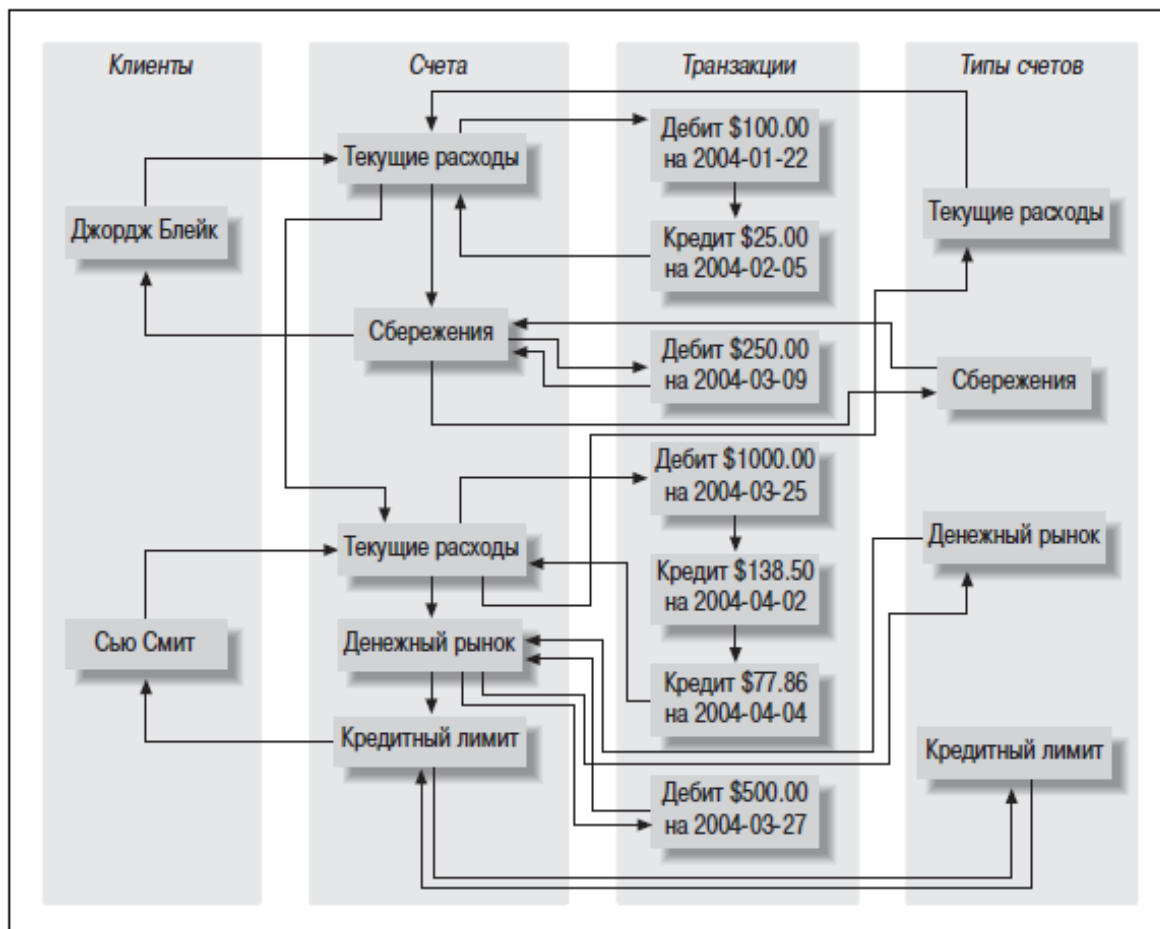 Клиенты
Счета
Транзакции
Типы счетов
Джордж Блейк
Сью Смит
Текущие расходы
Сбережения
Текущие расходы
Денежный рынок
Кредитный лимит
Дебит $100.00
на 2004-01-22
Кредит $25.00
на 2004-02-05
Дебит $250.00
на 2004-03-09
Дебит $1000.00
на 2004-03-25
Кредит $138.50
на 2004-04-02
Кредит $77.86
на 2004-04-04
Дебит $500.00
на 2004-03-27
Текущие расходы
Сбережения
Денежный рынок
Кредитный лимит